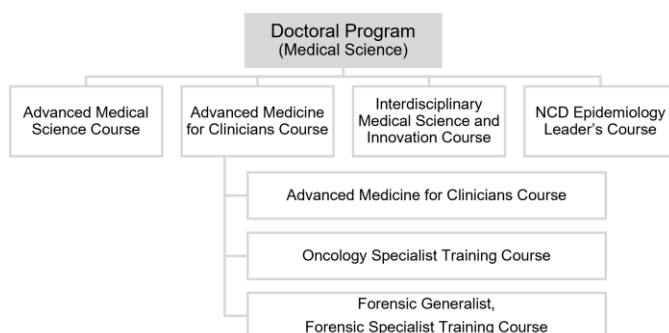 Doctoral Program
(Medical Science)
Advanced Medical
Science Course
Advanced Medicine
for Clinicians Course
Interdisciplinary
Medical Science and
Innovation Course
NCD Epidemiology
Leader’s Course
Advanced Medicine for Clinicians Course
Oncology Specialist Training Course
Forensic Generalist,
Forensic Specialist Training Course